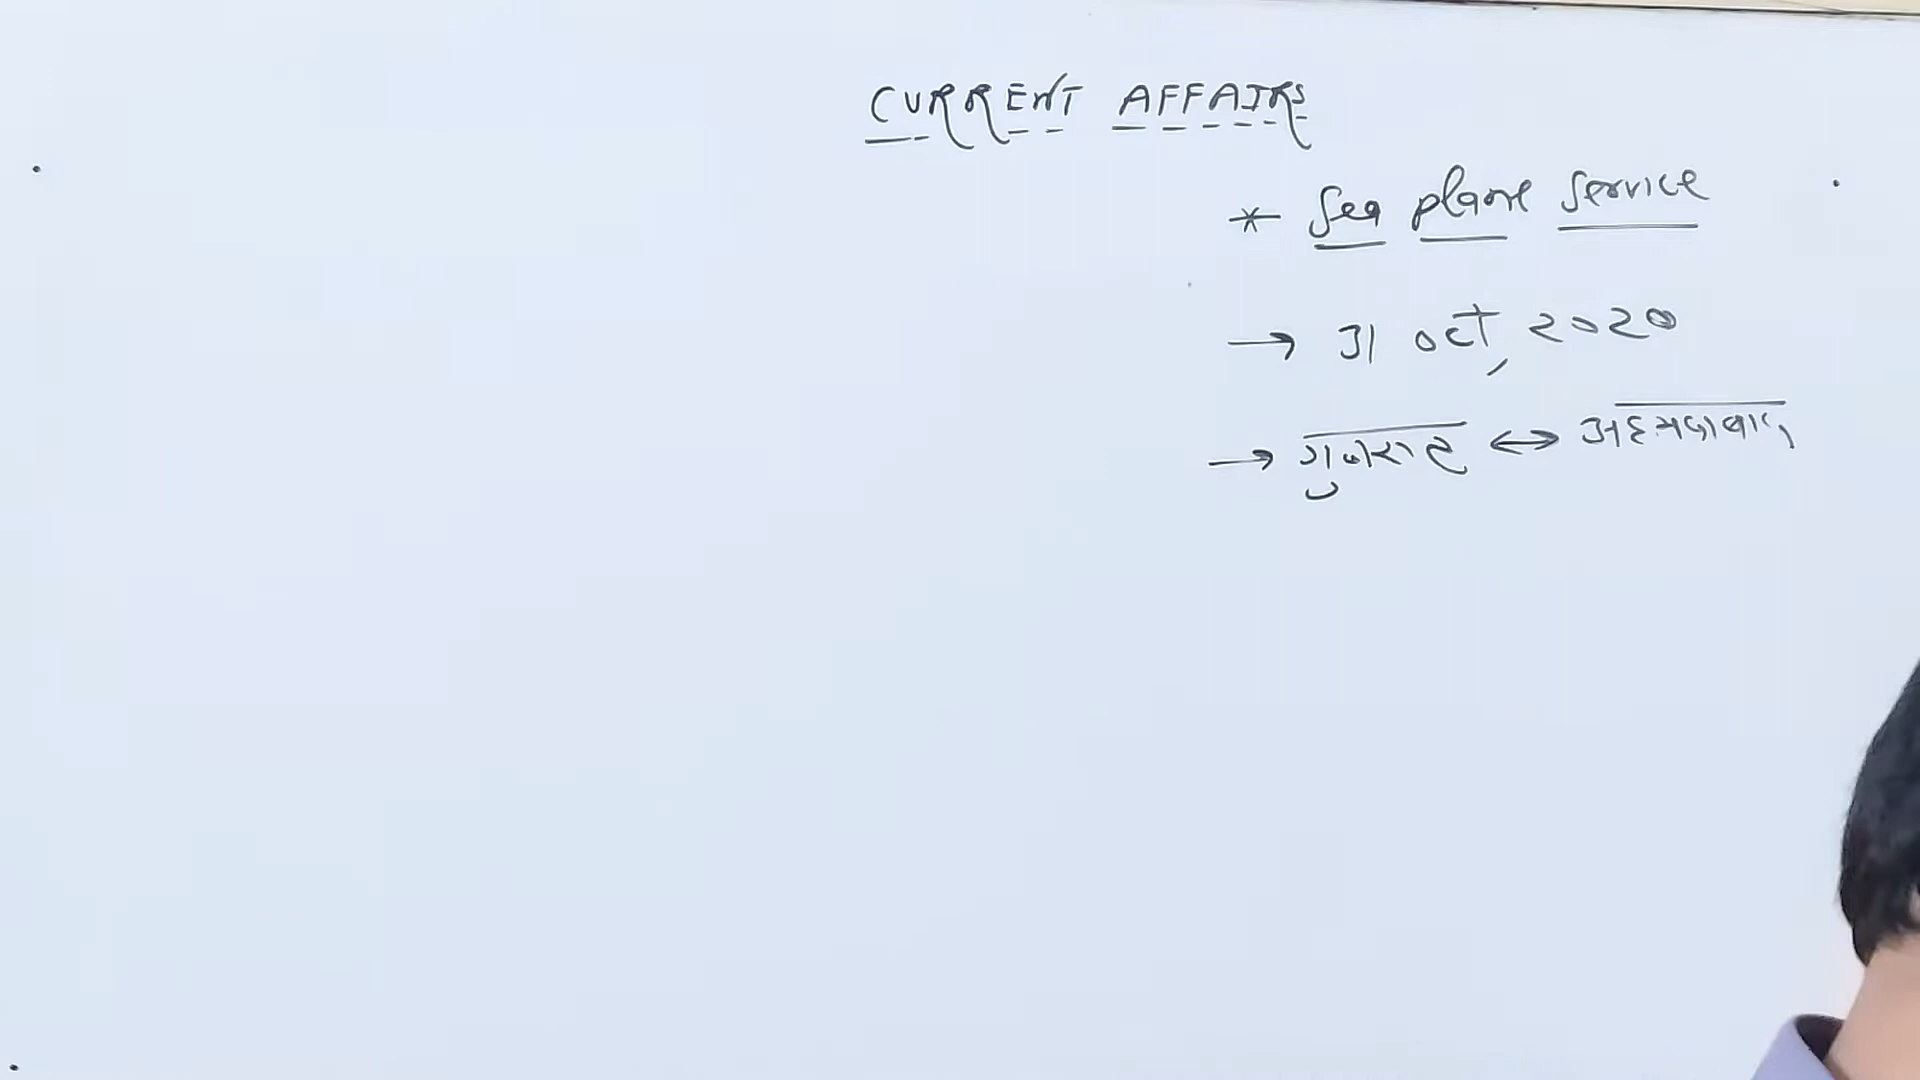 CURRENT AFFAIRS
* Sea plane Service
→ 31 oct, 2020
→ गुजरात ↔ अहमदाबाद